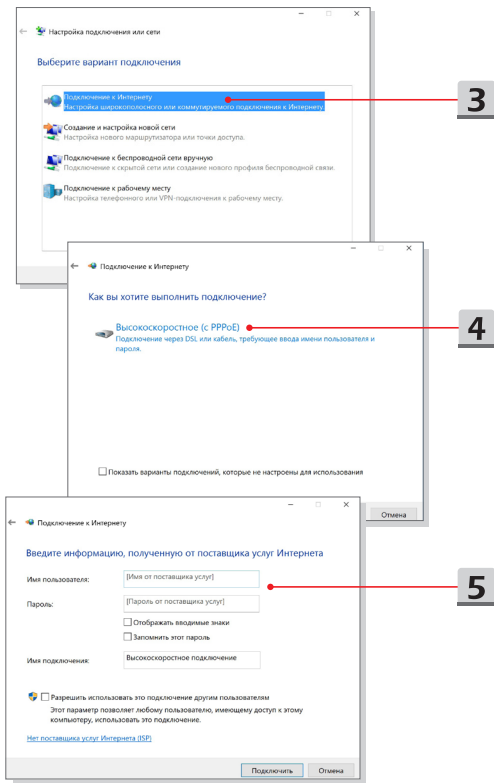 Настройка подключения или сети
Выберите вариант подключения
Подключение к Интернету
Настройка широкополосного или коммутируемого подключения к Интернету.
3
Создание и настройка новой сети
Настройка нового маршрутизатора или точки доступа.
Подключение к беспроводной сети вручную
Подключение к скрытой сети или создание нового профиля беспроводной связи.
Подключение к рабочему месту
Настройка телефонного или VPN-подключения к рабочему месту.
Подключение к Интернету
Как вы хотите выполнить подключение?
Высокоскоростное (с PPPoE)
4
Подключение через DSL или кабель, требующее ввода имени пользователя и
пароля.
Показать варианты подключений, которые не настроены для использования
Отмена
Подключение к Интернету
Введите информацию, полученную от поставщика услуг Интернета
Имя пользователя:
[Имя от поставщика услуг]
5
Пароль:
[Пароль от поставщика услуг]
Отображать вводимые знаки
Запомнить этот пароль
Имя подключения:
Высокоскоростное подключение
Разрешить использовать это подключение другим пользователям
Этот параметр позволяет любому пользователю, имеющему доступ к этому
компьютеру, использовать это подключение.
Нет поставщика услуг Интернета (ISP)
Подключить
Отмена